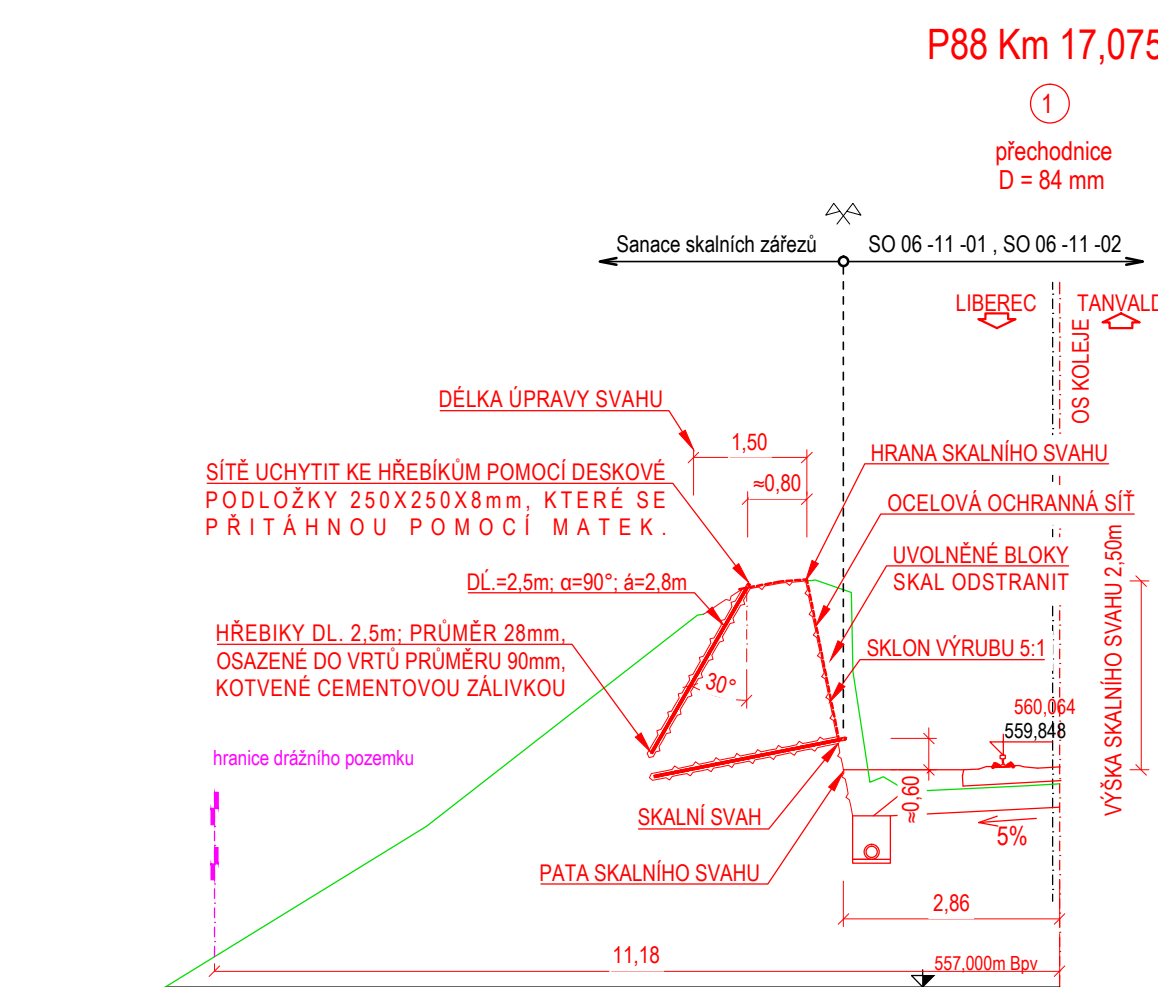 P88 Km 17,075
1
přechodnice
D = 84 mm
Sanace skalních zářezů
SO 06 -11 -01 , SO 06 -11 -02
LIBEREC
TANVALD
OS KOLEJE
DÉLKA ÚPRAVY SVAHU
1,50
HRANA SKALNÍHO SVAHU
SÍTĚ UCHYTIT KE HŘEBÍKŮM POMOCÍ DESKOVÉ
PODLOŽKY 250X250X8mm, KTERÉ SE
PŘITÁHNOU POMOCÍ MATEK.
≈0,80
OCELOVÁ OCHRANNÁ SÍŤ
UVOLNĚNÉ BLOKY
SKAL ODSTRANIT
VÝŠKA SKALNÍHO SVAHU 2,50m
DĹ.=2,5m; α=90°; á=2,8m
HŘEBIKY DL. 2,5m; PRŮMĚR 28mm,
OSAZENÉ DO VRTŮ PRŮMĚRU 90mm,
KOTVENÉ CEMENTOVOU ZÁLIVKOU
SKLON VÝRUBU 5:1
30°
560,064
559,848
hranice drážního pozemku
≈0,60
SKALNÍ SVAH
5%
PATA SKALNÍHO SVAHU
2,86
11,18
557,000m Bpv